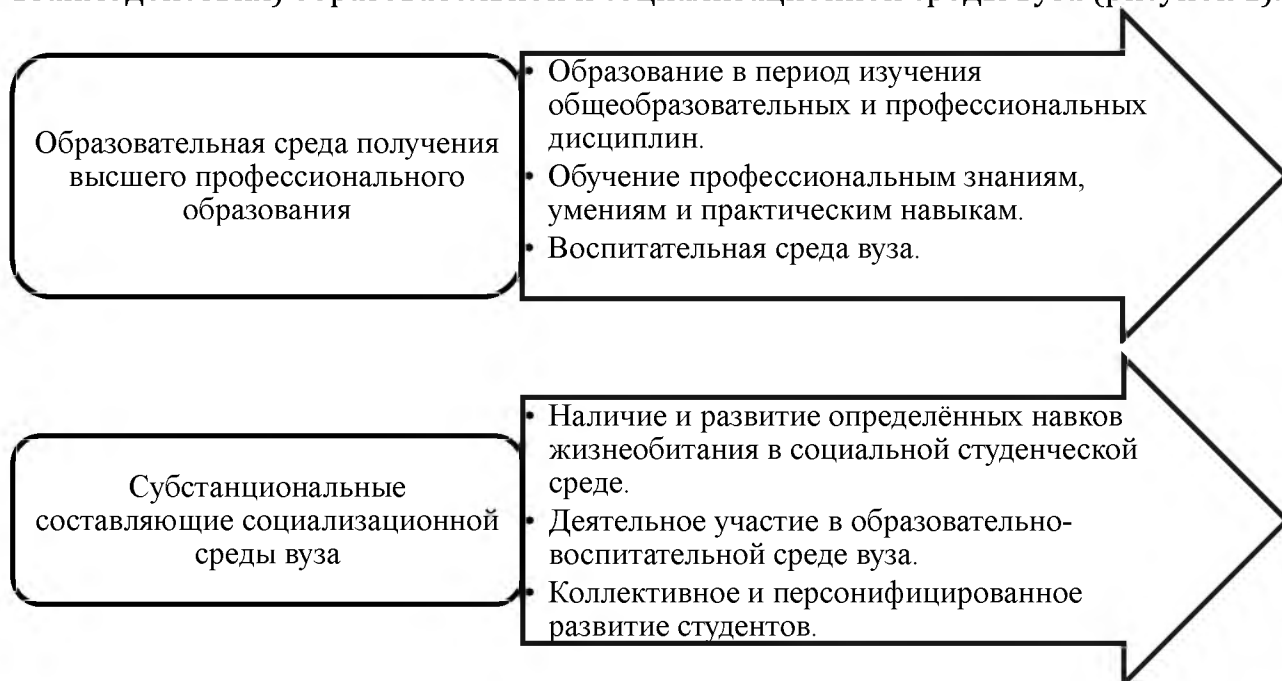 Образовательная среда получения
высшего профессионального
образования
• Образование в период изучения
общеобразовательных и профессиональных
дисциплин.
• Обучение профессиональным знаниям,
умениям и практическим навыкам.
• Воспитательная среда вуза.
Субстанциональные
составляющие социализационной
среды вуза
• Наличие и развитие определённых навков
жизнеобитания в социальной студенческой
среде.
• Деятельное участие в образовательно-
воспитательной среде вуза.
• Коллективное и персонифицированное
развитие студентов.